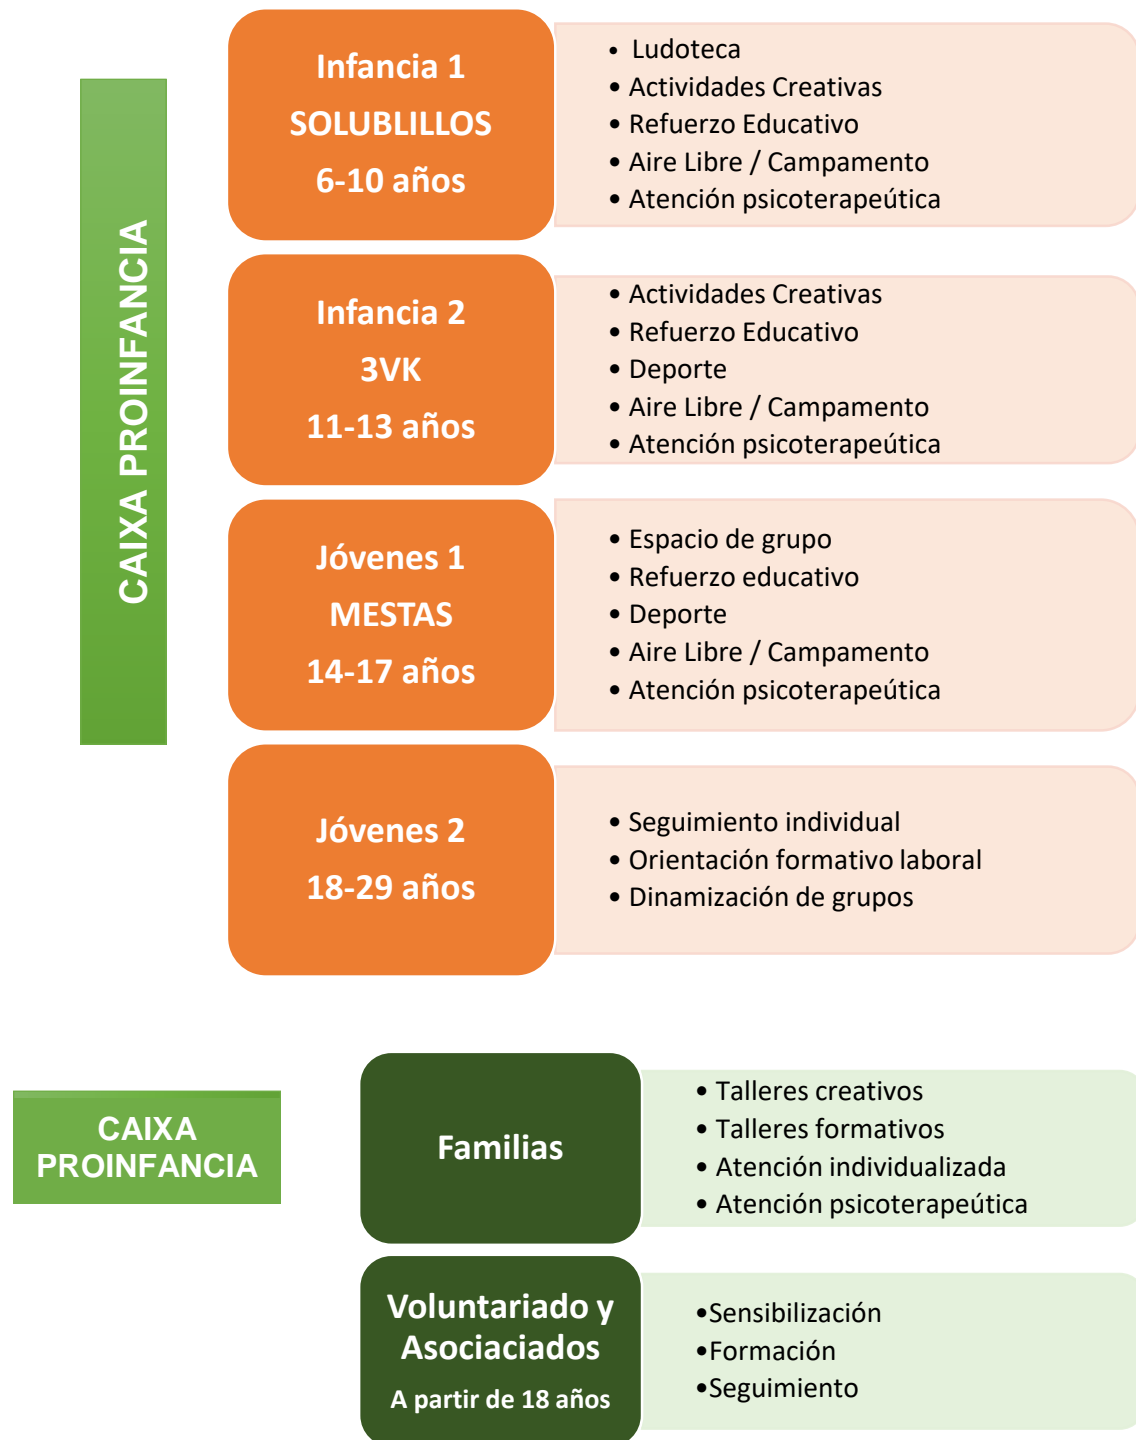 CAIXA PROINFANCIA
Infancia 1
SOLUBLILLOS
6-10 años
• Ludoteca
• Actividades Creativas
• Refuerzo Educativo
• Aire Libre / Campamento
• Atención psicoterapeútica
Infancia 2
3VK
11-13 años
• Actividades Creativas
• Refuerzo Educativo
• Deporte
• Aire Libre / Campamento
• Atención psicoterapeútica
Jóvenes 1
MESTAS
14-17 años
• Espacio de grupo
• Refuerzo educativo
• Deporte
• Aire Libre / Campamento
• Atención psicoterapeútica
Jóvenes 2
18-29 años
• Seguimiento individual
• Orientación formativo laboral
• Dinamización de grupos
CAIXA
PROINFANCIA
Familias
• Talleres creativos
• Talleres formativos
• Atención individualizada
• Atención psicoterapeútica
Voluntariado y
Asociaciados
A partir de 18 años
•Sensibilización
•Formación
•Seguimiento